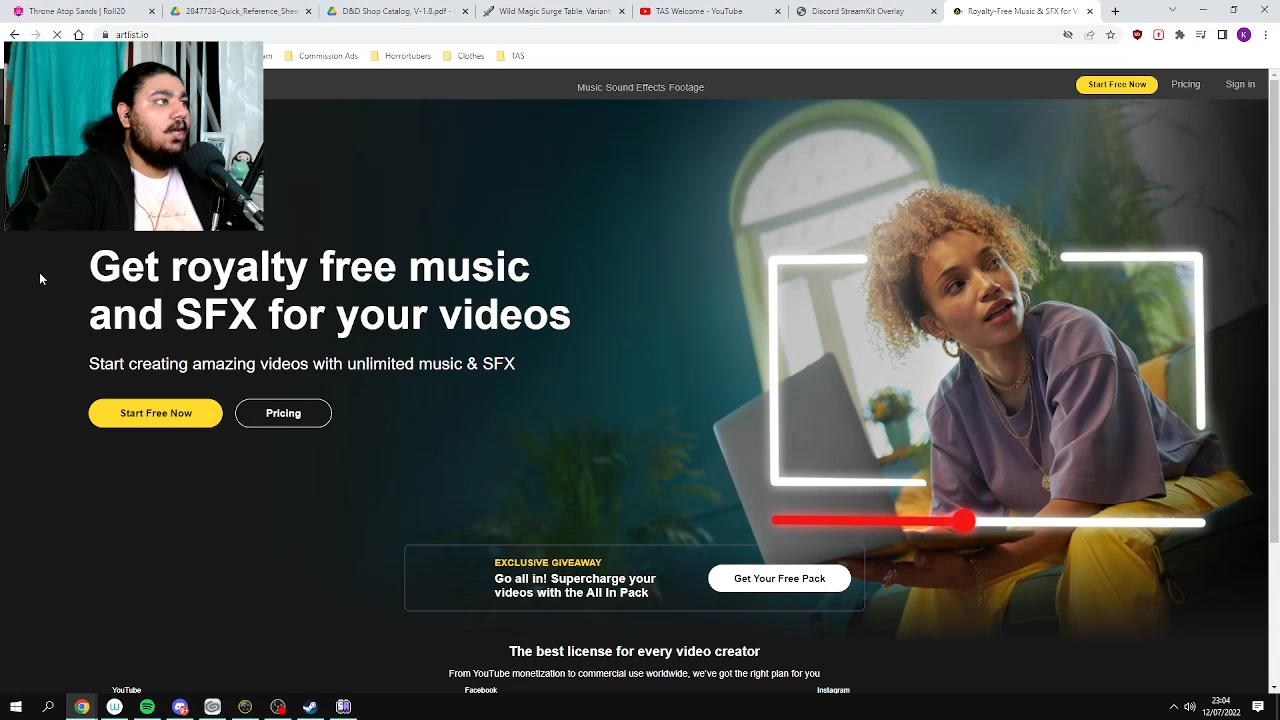 Throne Atop Sands | Roll20
2847738-Quick_Reference_Shee
D&D Shop Catalog, V-1.8.pdf -
Wild Magic Surge Table, Variant
TAS Welcome - YouTube
Discord StreamKit Overlay
Royalty-Free Music & SFX for Vi
artlist.io
K
Commission Ads
Horrortubers
Clothes
TAS
Music Sound Effects Footage
Start Free Now
Pricing
Sign In
Get royalty free music
and SFX for your videos
Start creating amazing videos with unlimited music & SFX
Start Free Now
Pricing
EXCLUSIVE GIVEAWAY
Go all in! Supercharge your
videos with the All In Pack
Get Your Free Pack
The best license for every video creator
From YouTube monetization to commercial use worldwide, we've got the right plan for you
YouTube
Facebook
Instagram
23:04
12/07/2022